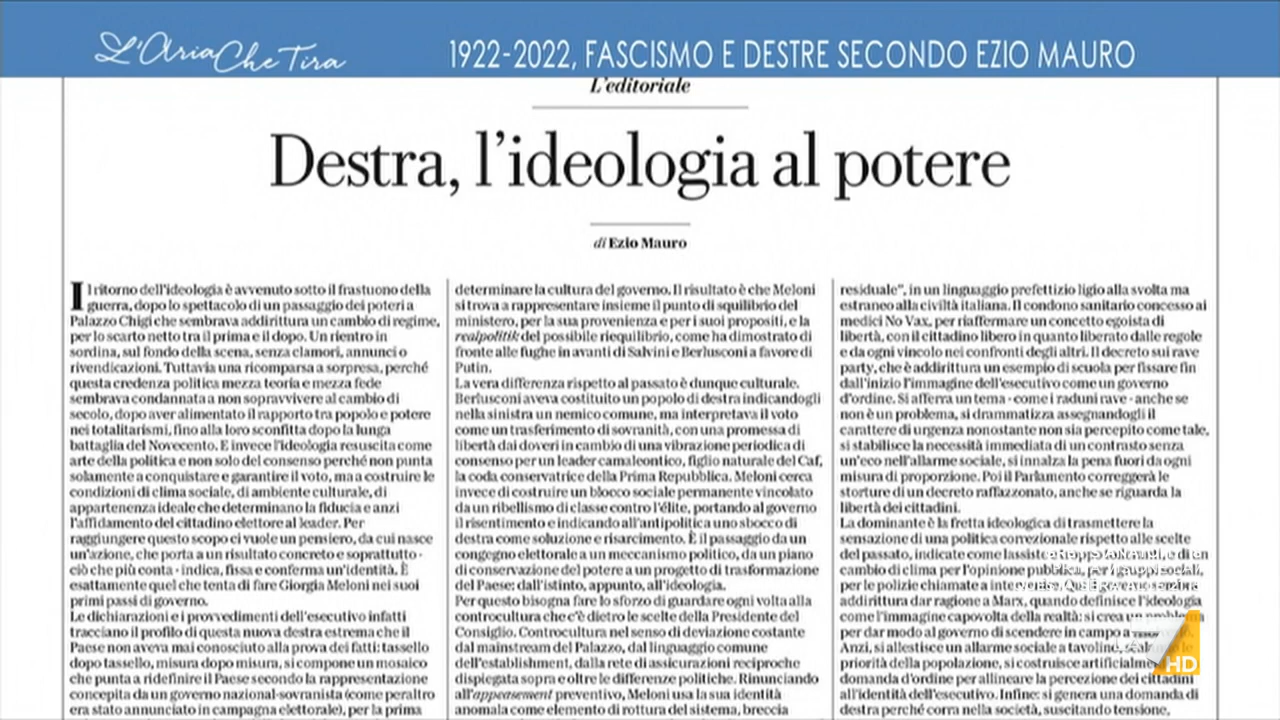 L'Aria Che Tira
1922-2022, FASCISMO E DESTRE SECONDO EZIO MAURO
L'editoriale
Destra, l'ideologia al potere
di Ezio Mauro
Il ritorno dell'ideologia è avvenuto sotto il frastuono della
guerra, dopo lo spettacolo di un passaggio dei poteri a
Palazzo Chigi che sembrava addirittura un cambio di regime,
per lo scarto netto tra il prima e il dopo. Un rientro in
sordina, sul fondo della scena, senza clamori, annunci o
rivendicazioni. Tuttavia una ricomparsa a sorpresa, perché
questa credenza politica mezza teoria e mezza fede
sembrava condannata a non sopravvivere al cambio di
secolo, dopo aver alimentato il rapporto tra popolo e potere
nei totalitarismi, fino alla loro sconfitta dopo la lunga
battaglia del Novecento. E invece l'ideologia resuscita come
arte della politica e non solo del consenso perché non punta
solamente a conquistare e garantire il voto, ma a costruire le
condizioni di clima sociale, di ambiente culturale, di
appartenenza ideale che determinano la fiducia e anzi
l'affidamento del cittadino elettore al leader. Per
raggiungere questo scopo ci vuole un pensiero, da cui nasce
un'azione, che porta a un risultato concreto e soprattutto -
ciò che più conta - indica, fissa e conferma un'identità. È
esattamente quel che tenta di fare Giorgia Meloni nei suoi
primi passi di governo.
Le dichiarazioni e i provvedimenti dell'esecutivo infatti
tracciano il profilo di questa nuova destra estrema che il
Paese non aveva mai conosciuto alla prova dei fatti: tassello
dopo tassello, misura dopo misura, si compone un mosaico
che punta a ridefinire il Paese secondo la rappresentazione
concepita da un governo nazional-sovranista (come peraltro
era stato annunciato in campagna elettorale), per la prima
determinare la cultura del governo. Il risultato è che Meloni
si trova a rappresentare insieme il punto di squilibrio del
ministero, per la sua provenienza e per i suoi propositi, e la
realpolitik del possibile riequilibrio, come ha dimostrato di
fronte alle fughe in avanti di Salvini e Berlusconi a favore di
Putin.
La vera differenza rispetto al passato è dunque culturale.
Berlusconi aveva costituito un popolo di destra indicandogli
nella sinistra un nemico comune, ma interpretava il voto
come un trasferimento di sovranità, con una promessa di
libertà dai doveri in cambio di una vibrazione periodica di
consenso per un leader camaleontico, figlio naturale del Caf,
la coda conservatrice della Prima Repubblica. Meloni cerca
invece di costruire un blocco sociale permanente vincolato
da un ribellismo di classe contro l'élite, portando al governo
il risentimento e indicando all'antipolitica uno sbocco di
destra come soluzione e risarcimento. È il passaggio da un
congegno elettorale a un meccanismo politico, da un piano
di conservazione del potere a un progetto di trasformazione
del Paese: dall'istinto, appunto, all'ideologia.
Per questo bisogna fare lo sforzo di guardare ogni volta alla
controcultura che c'è dietro le scelte della Presidente del
Consiglio. Controcultura nel senso di deviazione costante
dal mainstream del Palazzo, dal linguaggio comune
dell'establishment, dalla rete di assicurazioni reciproche
dispiegata sopra e oltre le differenze politiche. Rinunciando
all'appeasement preventivo, Meloni usa la sua identità
anomala come elemento di rottura del sistema, breccia
residuale", in un linguaggio prefettizio ligio alla svolta ma
estraneo alla civiltà italiana. Il condono sanitario concesso ai
medici No Vax, per riaffermare un concetto egoista di
libertà, con il cittadino libero in quanto liberato dalle regole
e da ogni vincolo nei confronti degli altri. Il decreto sui rave
party, che è addirittura un esempio di scuola per fissare fin
dall'inizio l'immagine dell'esecutivo come un governo
d'ordine. Si afferra un tema - come i raduni rave - anche se
non è un problema, si drammatizza assegnandogli il
carattere di urgenza nonostante non sia percepito come tale,
si stabilisce la necessità immediata di un contrasto senza
un'eco nell'allarme sociale, si innalza la pena fuori da ogni
misura di proporzione. Poi il Parlamento correggerà le
storture di un decreto raffazzonato, anche se riguarda la
libertà dei cittadini.
La dominante è la fretta ideologica di trasmettere la
sensazione di una politica correzionale rispetto alle scelte
del passato, indicate come
cambio di clima per l'opinione
per le polizie chiamate a
addirittura dar ragione a Marx, quando definisce l'ideologia
come l'immagine capovolta della realtà: si crea
per dar modo al governo di scendere in campo a
Anzi, si allestisce un allarme sociale a tavolino,
priorità della popolazione, si costruisce artificialmente
domanda d'ordine per allineare la percezione dei cittadini
all'identità dell'esecutivo. Infine: si genera una domanda di
destra perché corra nella società, suscitando tensione,
7
HD